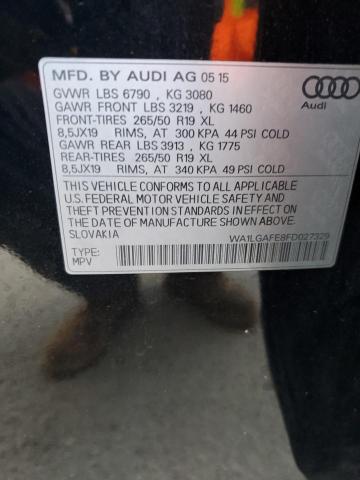 MFD. BY AUDI AG 05 15
GVWR LBS 6790 , KG 3080
GAWR FRONT LBS 3219 , KG 1460
FRONT-TIRES 265/50 R19 XL
8,5JX19 RIMS, AT 300 KPA 44 PSI COLD
GAWR REAR LBS 3913 , KG 1775
REAR-TIRES 265/50 R19 XL
8,5JX19 RIMS, AT 340 KPA 49 PSI COLD
THIS VEHICLE CONFORMS TO ALL APPLICABLE
U.S. FEDERAL MOTOR VEHICLE SAFETY AND
THEFT PREVENTION STANDARDS IN EFFECT ON
THE DATE OF MANUFACTURE SHOWN ABOVE.
SLOVAKIA
TYPE:
MPV
WA1LGAFE8FD027329
Audi